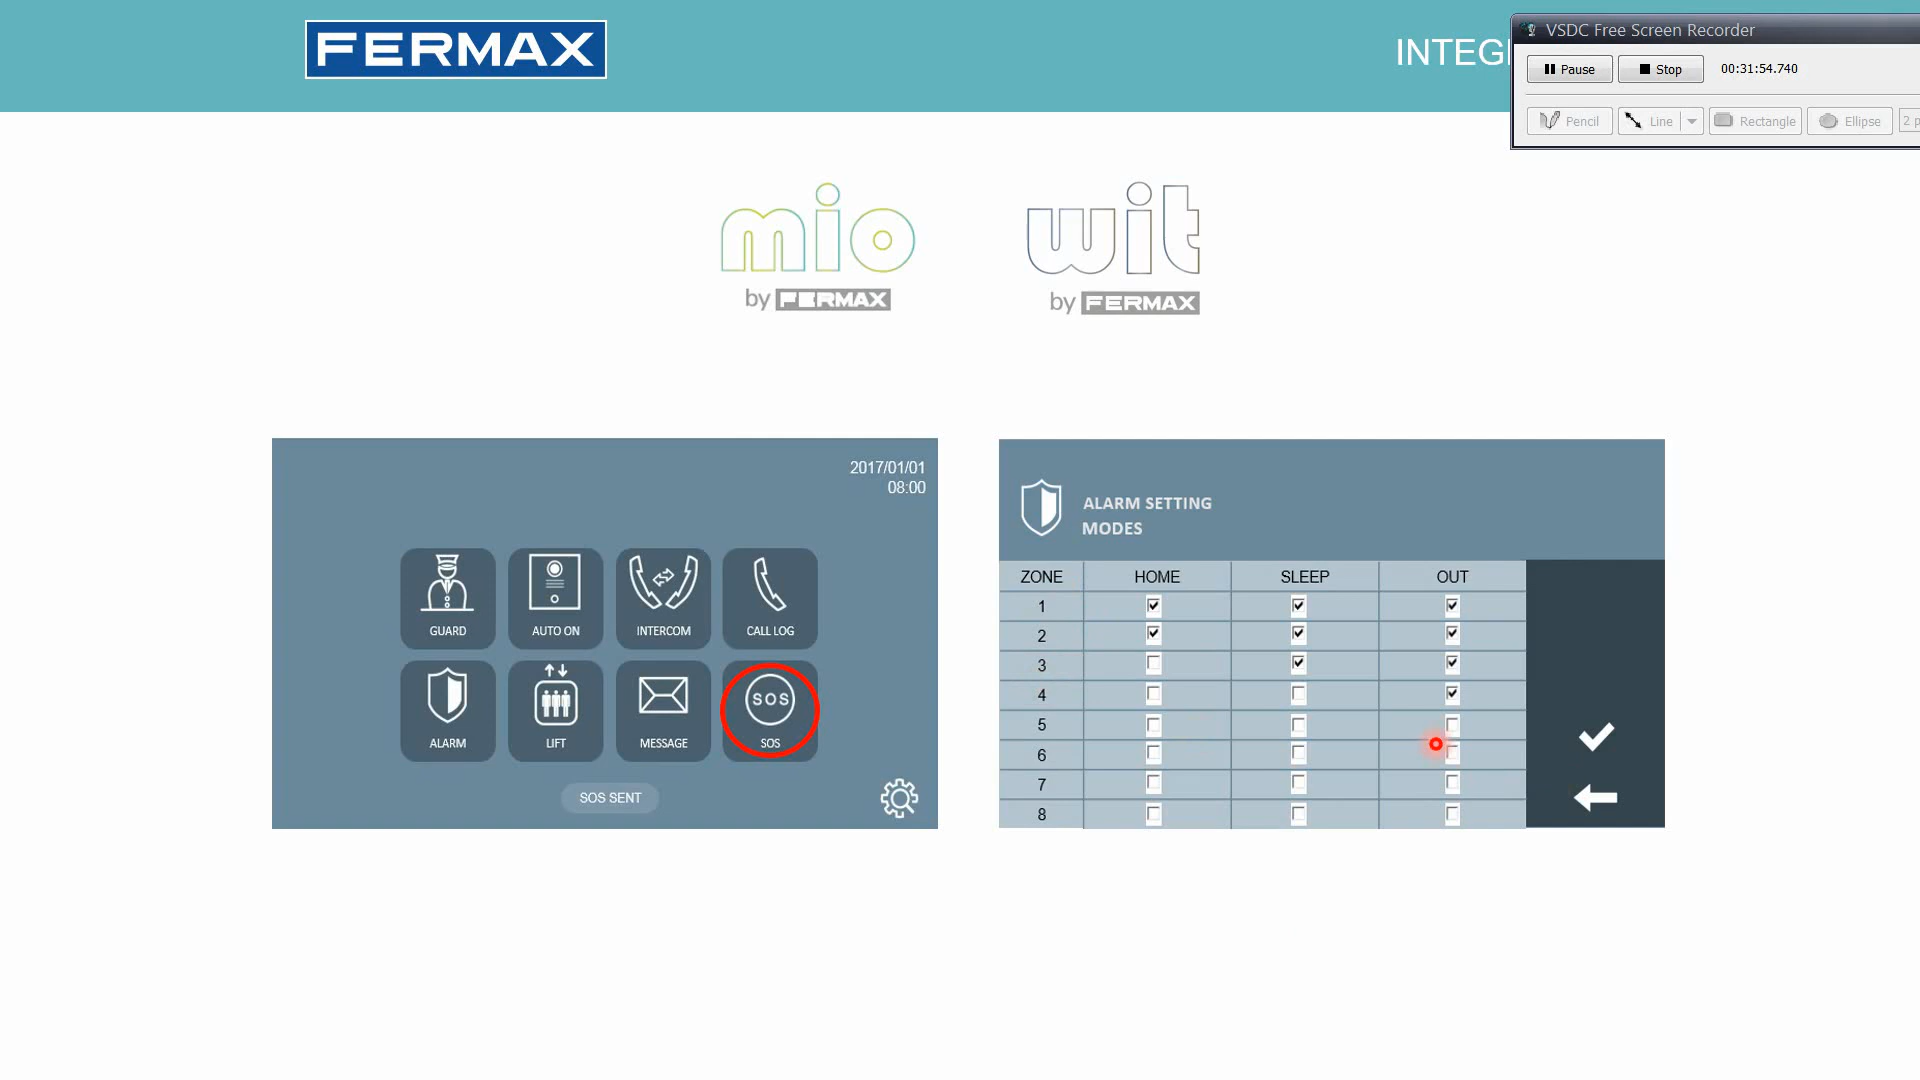 FERMAX
VSDC Free Screen Recorder
Pause
Stop
00:31:54.740
Pencil
Line
Rectangle
Ellipse
2 p
mio
by FERMAX
wit
by FERMAX
2017/01/01
08:00
GUARD
AUTO ON
INTERCOM
CALL LOG
ALARM
LIFT
MESSAGE
SOS
SOS
SOS SENT
ALARM SETTING
MODES
ZONE HOME SLEEP OUT
1
2
3
4
5
6
7
8